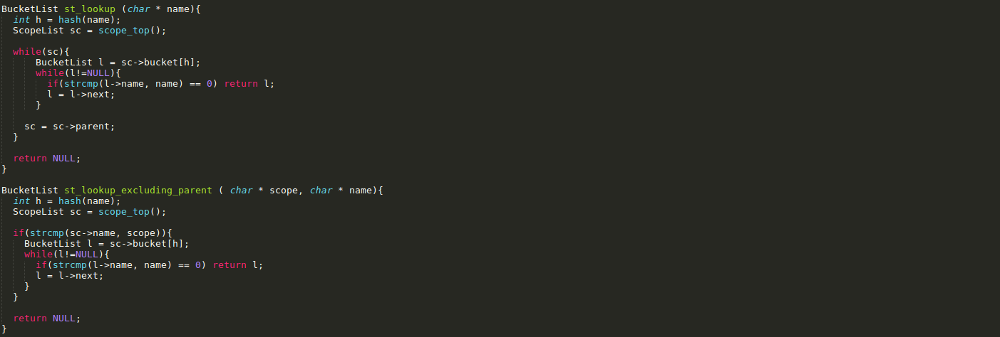 BucketList st_lookup (char * name){
  int h = hash(name);
  ScopeList sc = scope_top();

  while(sc){
      BucketList l = sc->bucket[h];
      while(l!=NULL){
        if(strcmp(l->name, name) == 0) return l;
        l = l->next;
      }

    sc = sc->parent;
  }

  return NULL;
}

BucketList st_lookup_excluding_parent ( char * scope, char * name){
  int h = hash(name);
  ScopeList sc = scope_top();

  if(strcmp(sc->name, scope)){
    BucketList l = sc->bucket[h];
    while(l!=NULL){
      if(strcmp(l->name, name) == 0) return l;
      l = l->next;
    }
  }

  return NULL;
}